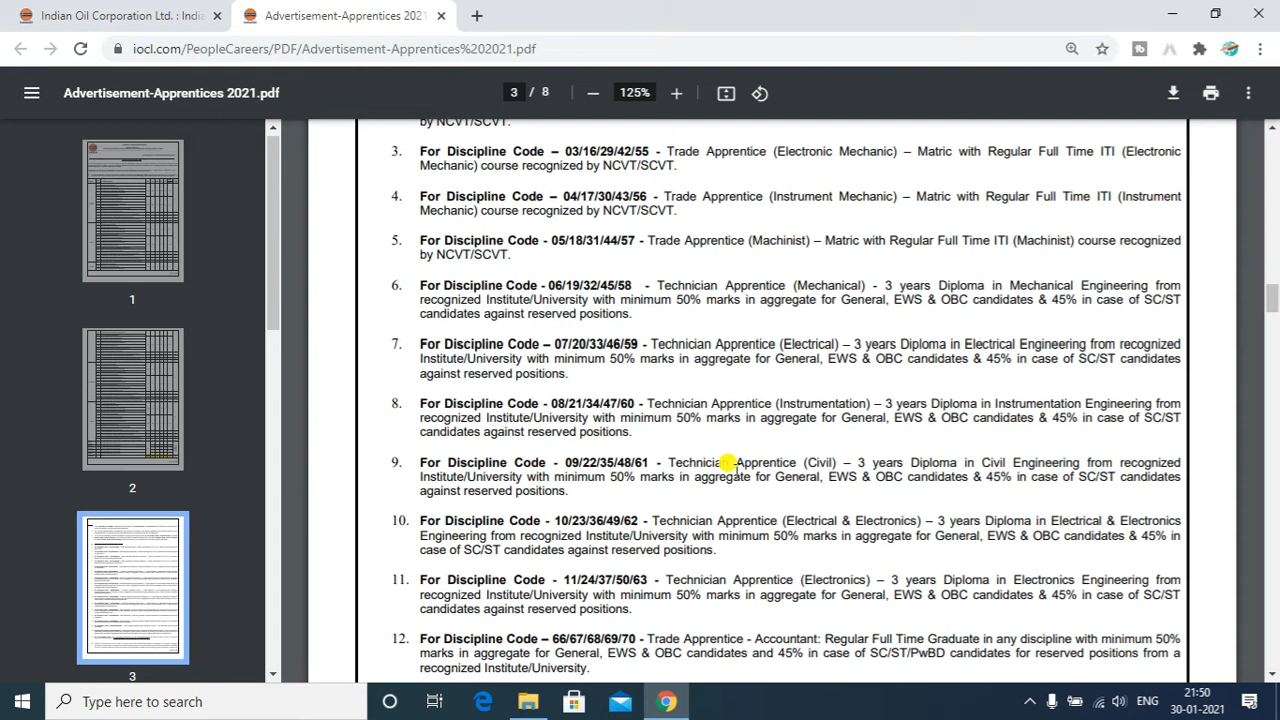 Indian Oil Corporation Ltd. : India
Advertisement-Apprentices 2021
iocl.com/PeopleCareers/PDF/Advertisement-Apprentices%202021.pdf
Advertisement-Apprentices 2021.pdf
3 / 8
125%
by NCVT/SCVT.
3. For Discipline Code – 03/16/29/42/55 - Trade Apprentice (Electronic Mechanic) – Matric with Regular Full Time ITI (Electronic
Mechanic) course recognized by NCVT/SCVT.
4. For Discipline Code – 04/17/30/43/56 - Trade Apprentice (Instrument Mechanic) – Matric with Regular Full Time ITI (Instrument
Mechanic) course recognized by NCVT/SCVT.
5. For Discipline Code - 05/18/31/44/57 - Trade Apprentice (Machinist) – Matric with Regular Full Time ITI (Machinist) course recognized
by NCVT/SCVT.
6. For Discipline Code - 06/19/32/45/58 - Technician Apprentice (Mechanical) - 3 years Diploma in Mechanical Engineering from
recognized Institute/University with minimum 50% marks in aggregate for General, EWS & OBC candidates & 45% in case of SC/ST
candidates against reserved positions.
7. For Discipline Code – 07/20/33/46/59 - Technician Apprentice (Electrical) – 3 years Diploma in Electrical Engineering from recognized
Institute/University with minimum 50% marks in aggregate for General, EWS & OBC candidates & 45% in case of SC/ST candidates
against reserved positions.
8. For Discipline Code - 08/21/34/47/60 - Technician Apprentice (Instrumentation) – 3 years Diploma in Instrumentation Engineering from
recognized Institute/University with minimum 50% marks in aggregate for General, EWS & OBC candidates & 45% in case of SC/ST
candidates against reserved positions.
9. For Discipline Code - 09/22/35/48/61 - Technician Apprentice (Civil) – 3 years Diploma in Civil Engineering from recognized
Institute/University with minimum 50% marks in aggregate for General, EWS & OBC candidates & 45% in case of SC/ST candidates
against reserved positions.
10. For Discipline Code - 10/23/36/49/62 - Technician Apprentice (Electrical & Electronics) – 3 years Diploma in Electrical & Electronics
Engineering from recognized Institute/University with minimum 50% marks in aggregate for General, EWS & OBC candidates & 45% in
case of SC/ST candidates against reserved positions.
11. For Discipline Code - 11/24/37/50/63 - Technician Apprentice (Electronics) – 3 years Diploma in Electronics Engineering from
recognized Institute/University with minimum 50% marks in aggregate for General, EWS & OBC candidates & 45% in case of SC/ST
candidates against reserved positions.
12. For Discipline Code – 66/67/68/69/70 - Trade Apprentice - Accountant: Regular Full Time Graduate in any discipline with minimum 50%
marks in aggregate for General, EWS & OBC candidates and 45% in case of SC/ST/PwBD candidates for reserved positions from a
recognized Institute/University.
1
2
3
Type here to search
ENG
21:50
30-01-2021